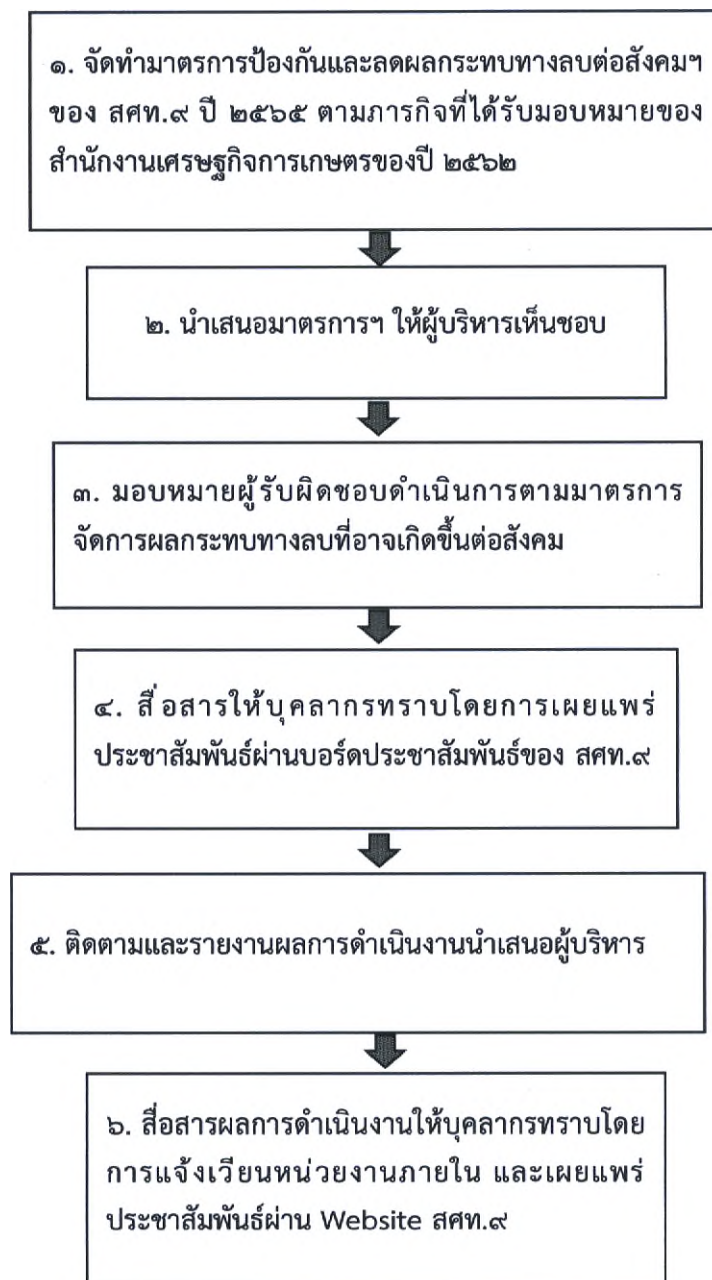 ๑. จัดทำมาตรการป้องกันและลดผลกระทบทางลบต่อสังคมฯ
ของ สศท.๙ ปี ๒๕๖๕ ตามภารกิจที่ได้รับมอบหมายของ
สำนักงานเศรษฐกิจการเกษตรของปี ๒๕๖๒
๒. นำเสนอมาตรการฯ ให้ผู้บริหารเห็นชอบ
๓. มอบหมายผู้รับผิดชอบดำเนินการตามมาตรการ
จัดการผลกระทบทางลบที่อาจเกิดขึ้นต่อสังคม
๔. สื่อสารให้บุคลากรทราบโดยการเผยแพร่
ประชาสัมพันธ์ผ่านบอร์ดประชาสัมพันธ์ของ สศท.๙
๕. ติดตามและรายงานผลการดำเนินงานนำเสนอผู้บริหาร
๖. สื่อสารผลการดำเนินงานให้บุคลากรทราบโดย
การแจ้งเวียนหน่วยงานภายใน และเผยแพร่
ประชาสัมพันธ์ผ่าน Website สศท.๙